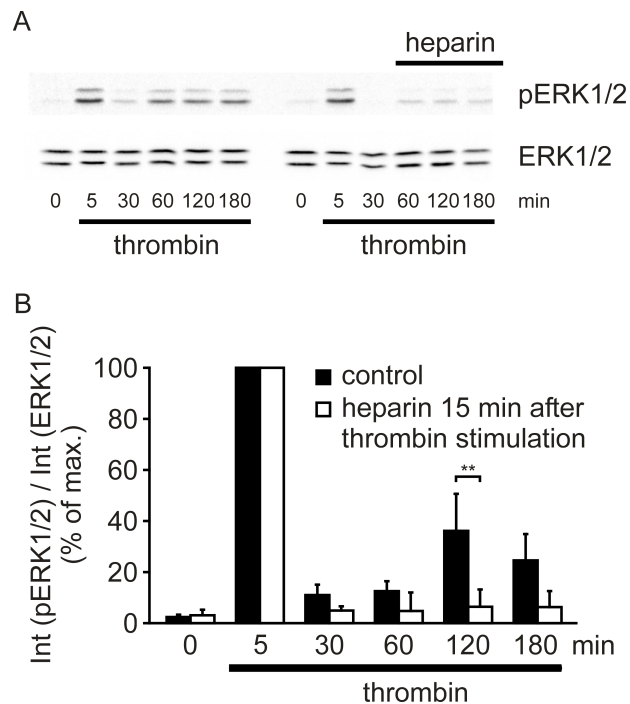 A
heparin
pERK1/2
ERK1/2
0 5 30 60 120 180 0 5 30 60 120 180 min
thrombin thrombin
B
Int (pERK1/2) / Int (ERK1/2)
(% of max.)
100
80
60
40
20
0
control
heparin 15 min after
thrombin stimulation
**
0 5 30 60 120 180 min
thrombin